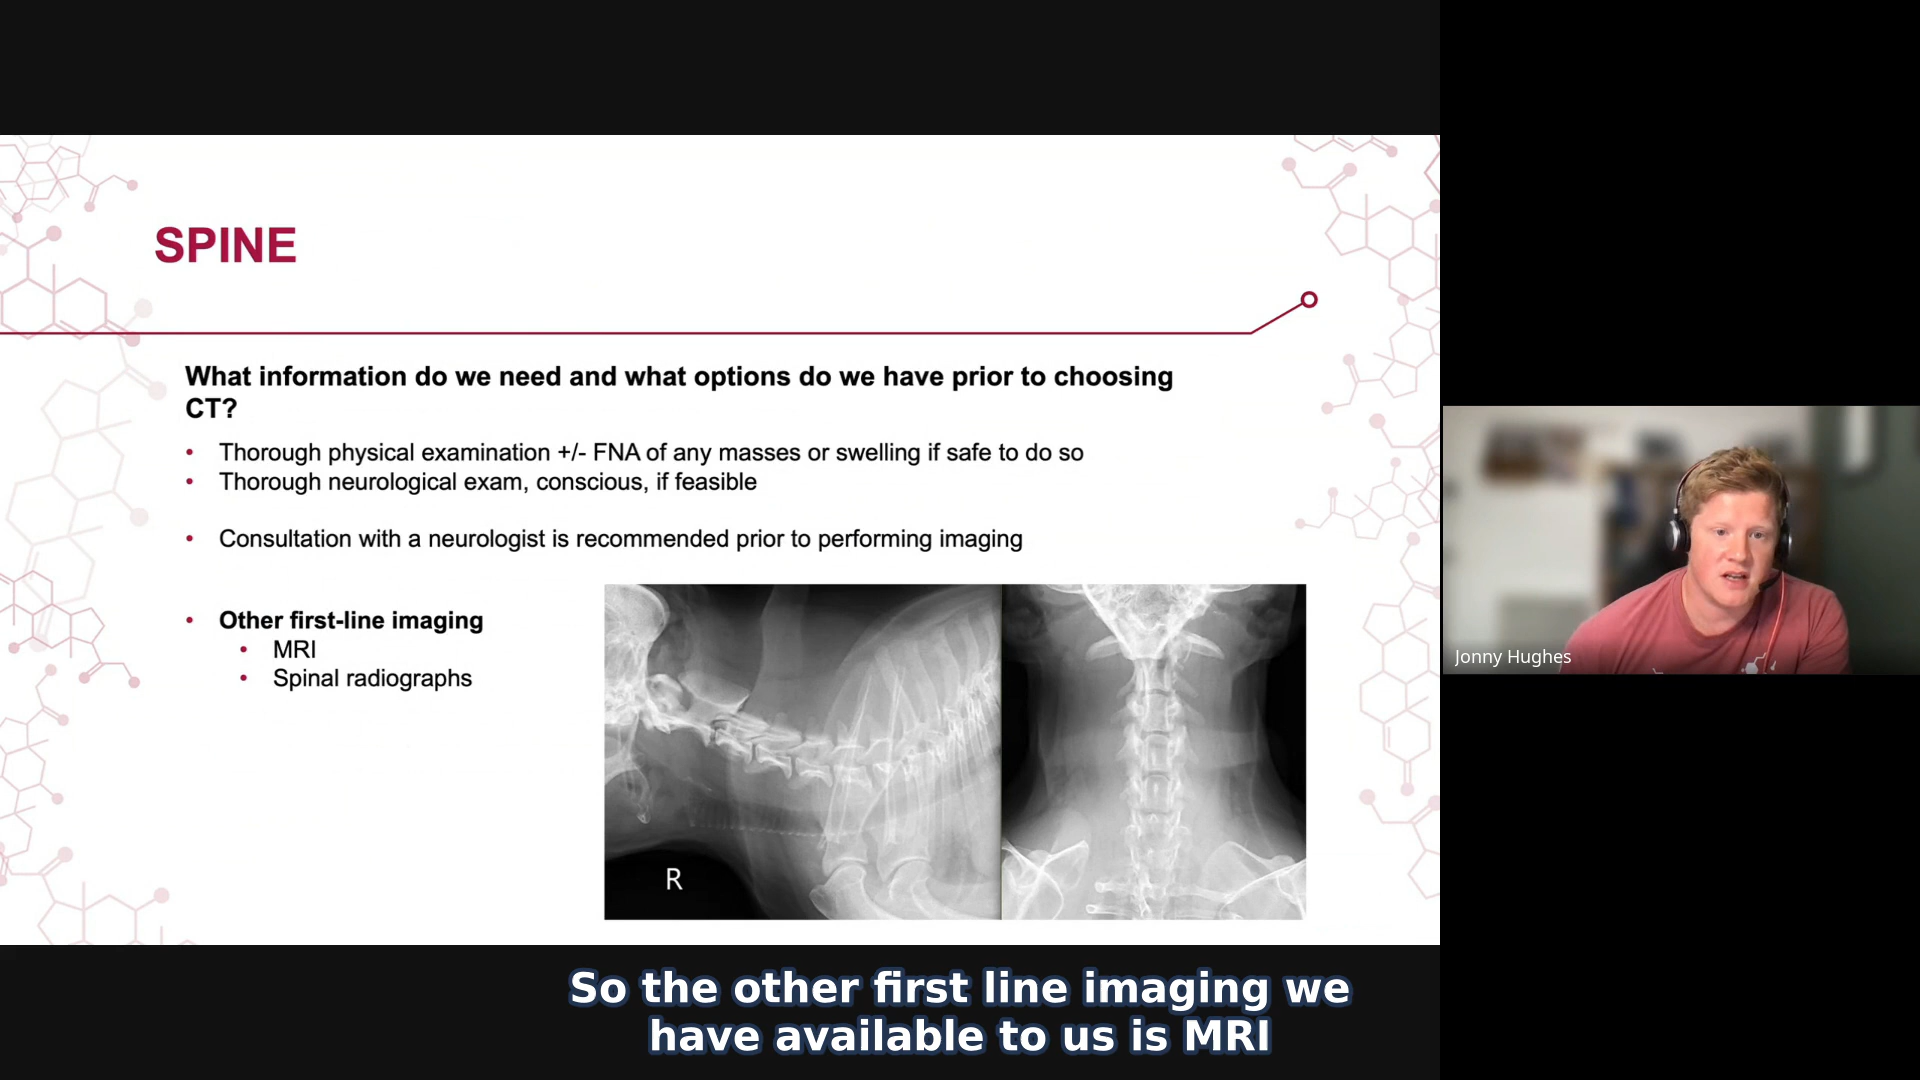 SPINE
What information do we need and what options do we have prior to choosing
CT?
• Thorough physical examination +/- FNA of any masses or swelling if safe to do so
• Thorough neurological exam, conscious, if feasible
• Consultation with a neurologist is recommended prior to performing imaging
• Other first-line imaging
• MRI
• Spinal radiographs
R
Jonny Hughes
So the other first line imaging we
have available to us is MRI